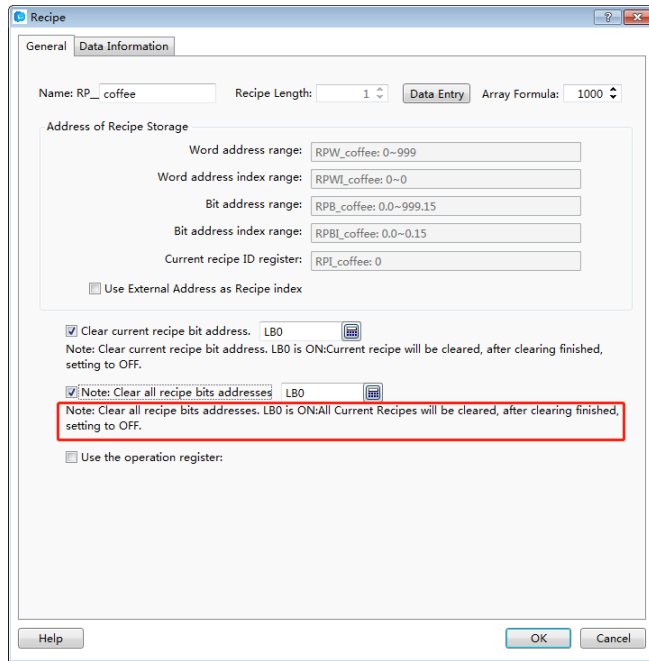 Recipe
General Data Information
Name: RP__ coffee Recipe Length: 1 Data Entry Array Formula: 1000
Address of Recipe Storage
Word address range: RPW_coffee: 0~999
Word address index range: RPWI_coffee: 0~0
Bit address range: RPB_coffee: 0.0~999.15
Bit address index range: RPBI_coffee: 0.0~0.15
Current recipe ID register: RPI_coffee: 0
Use External Address as Recipe index
Clear current recipe bit address. LB0
Note: Clear current recipe bit address. LB0 is ON:Current recipe will be cleared, after clearing finished,
setting to OFF.
Note: Clear all recipe bits addresses LB0
Note: Clear all recipe bits addresses. LB0 is ON:All Current Recipes will be cleared, after clearing finished,
setting to OFF.
Use the operation register:
Help OK Cancel